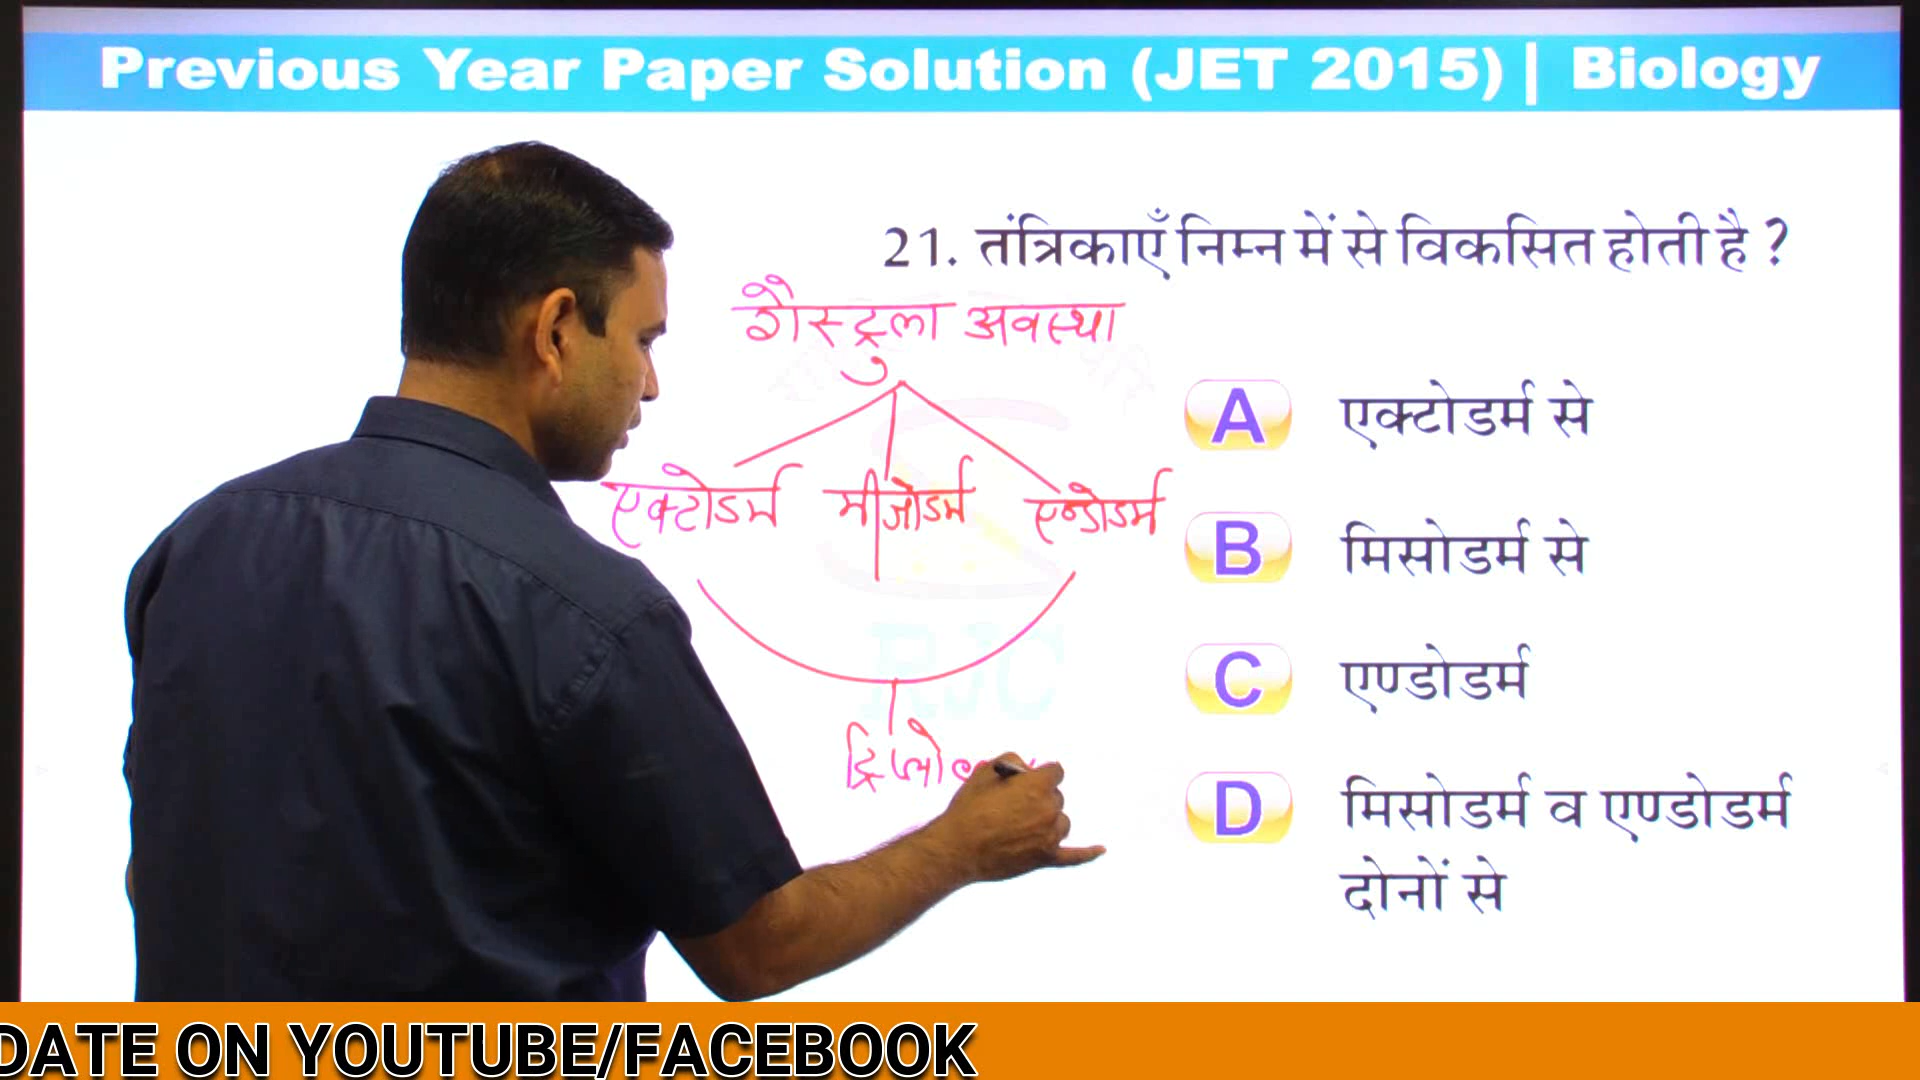 Previous Year Paper Solution (JET 2015) | Biology
21. तंत्रिकाएँ निम्न में से विकसित होती है ?
गैस्ट्रुला अवस्था
एक्टोडर्म मीजोडर्म एन्डोडर्म
A एक्टोडर्म से
B मिसोडर्म से
C एण्डोडर्म
D मिसोडर्म व एण्डोडर्म
दोनों से
RJC
DATE ON YOUTUBE/FACEBOOK